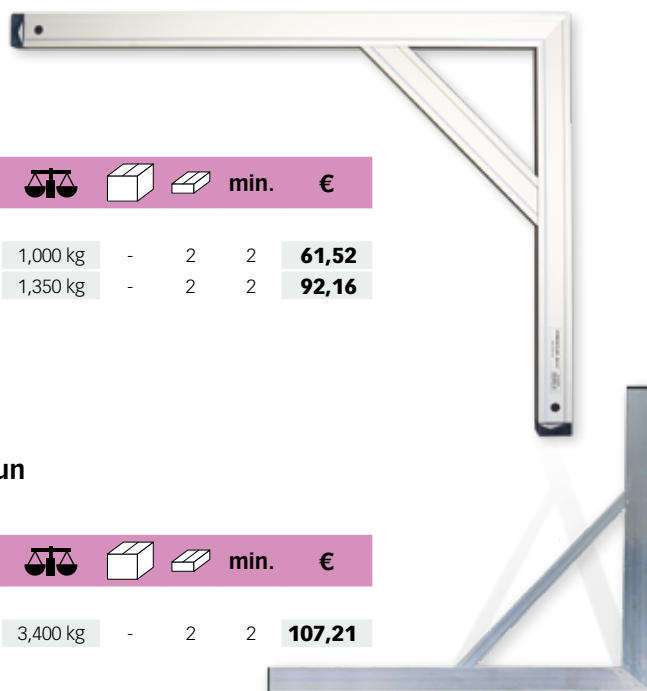 min. €
1,000 kg - 2 2 61,52
1,350 kg - 2 2 92,16
un
min. €
3,400 kg - 2 2 107,21